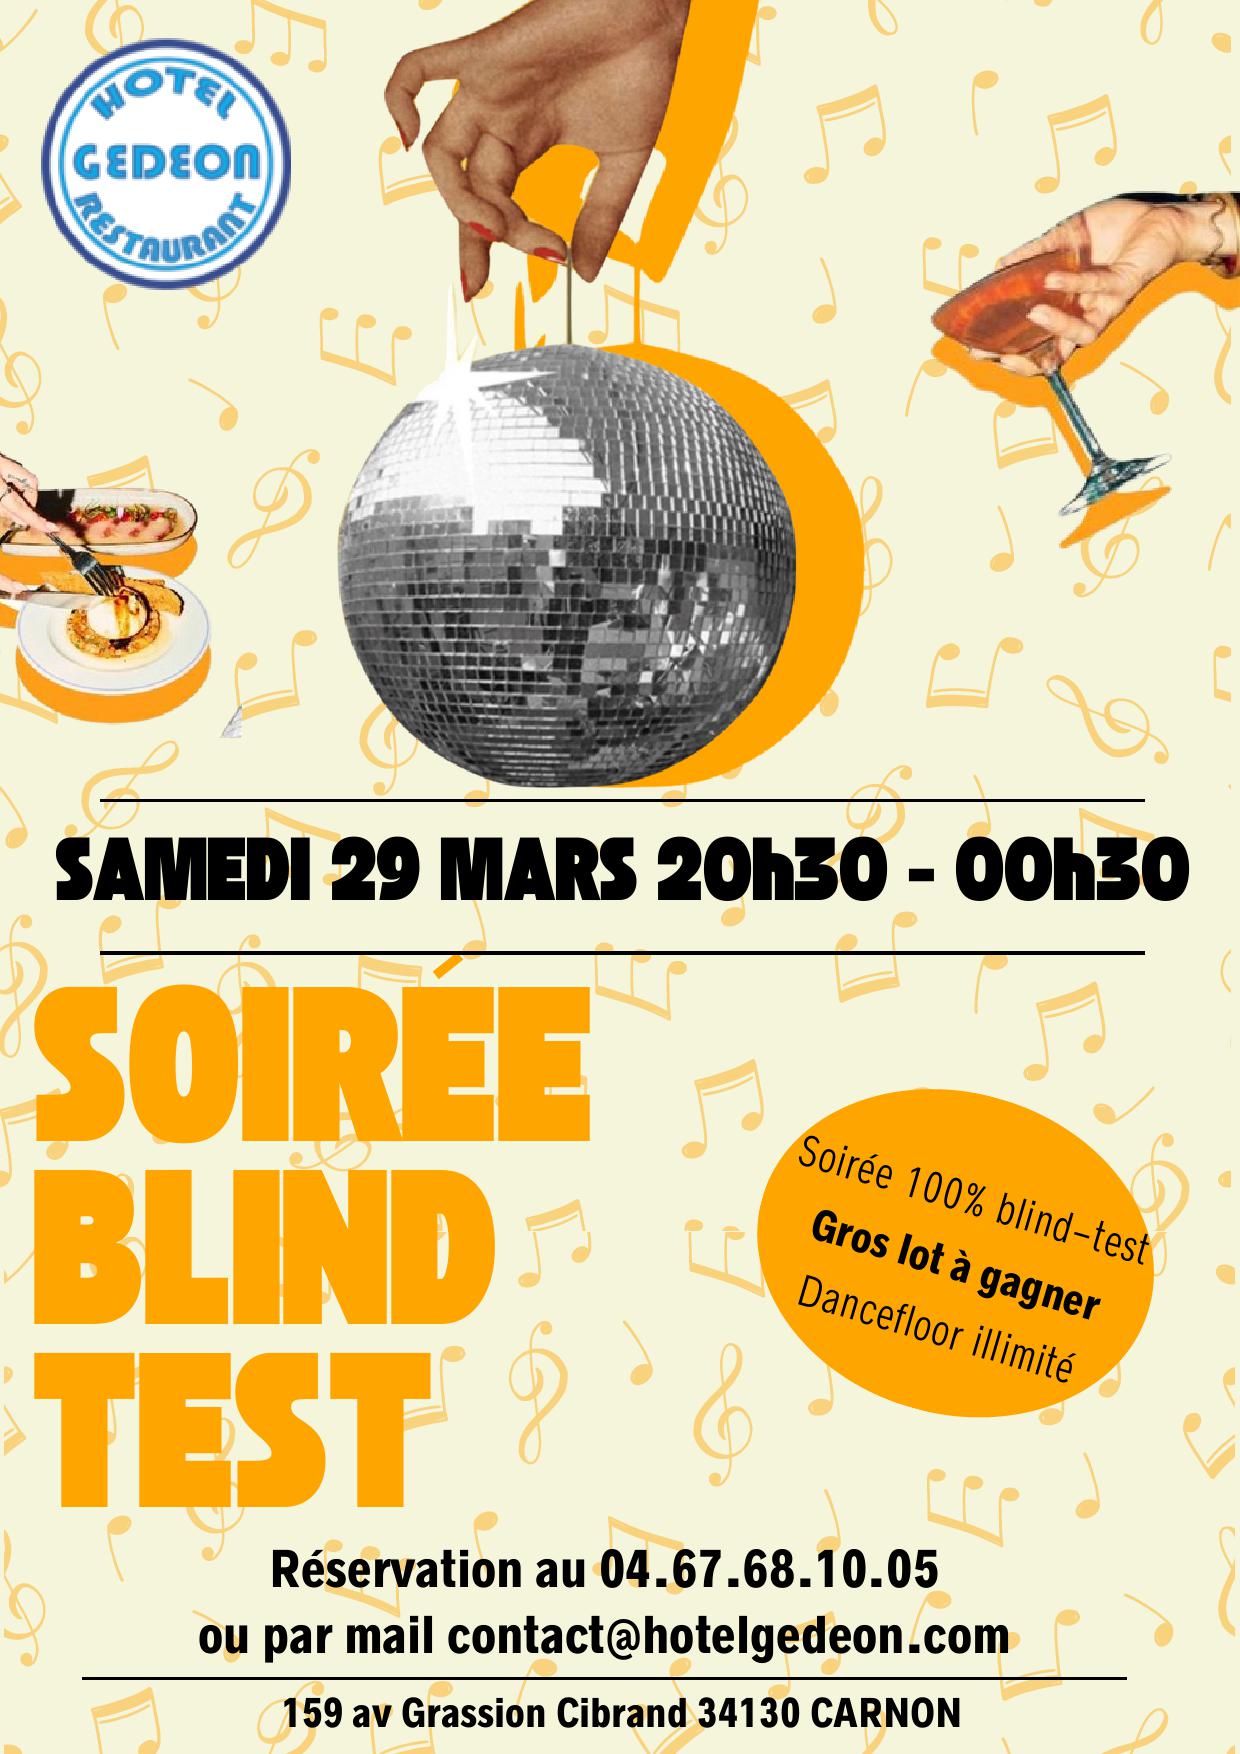 HOTEL
GEDEON
RESTAURANT
SAMEDI 29 MARS 20h30 - 00h30
SOIRÉE
BLIND
TEST
Soirée 100% blind-test
Gros lot à gagner
Dancefloor illimité
Réservation au 04.67.68.10.05
ou par mail contact@hotelgedeon.com
159 av Grassion Cibrand 34130 CARNON